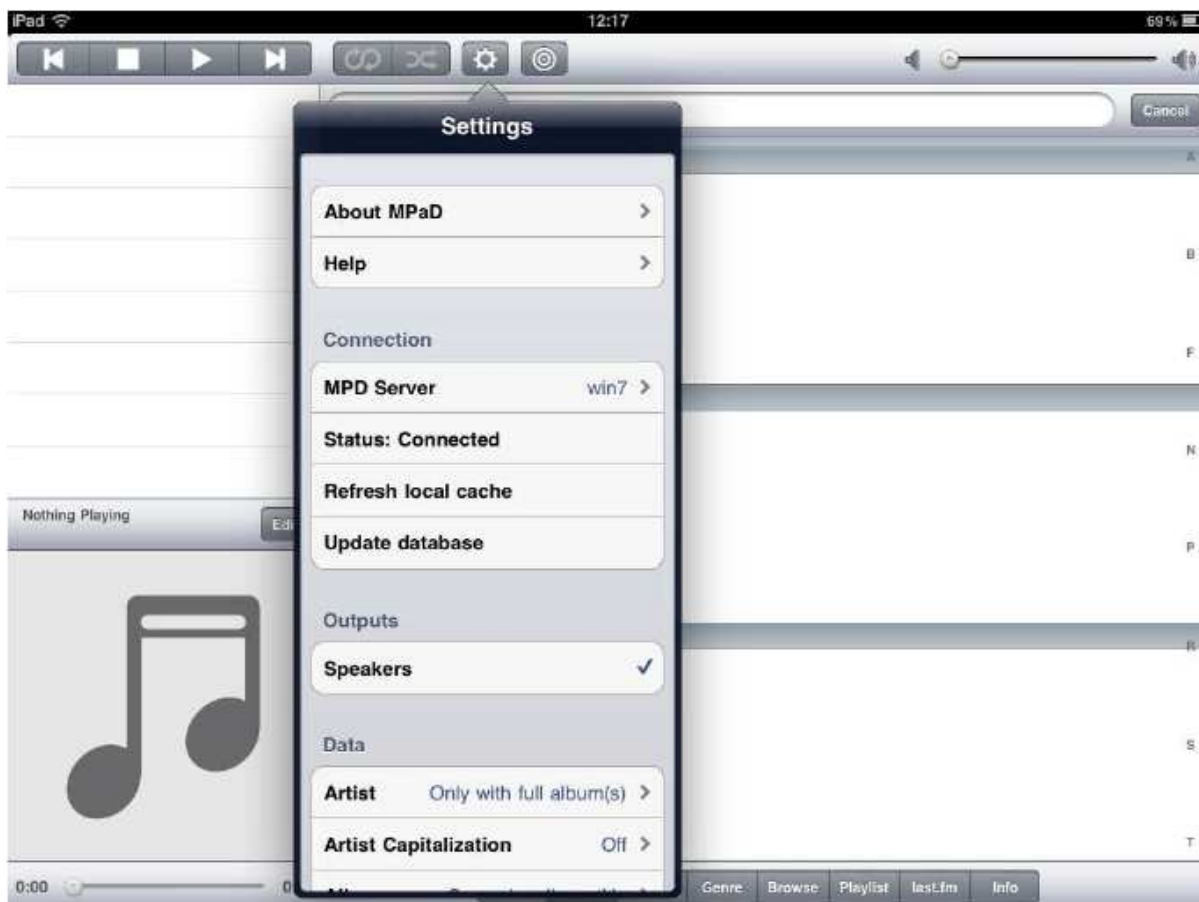 iPad 12:17 69%
Cancel
Settings
About MPaD
Help
Connection
MPD Server win7
Status: Connected
Refresh local cache
Update database
Outputs
Speakers
Data
Artist Only with full album(s)
Artist Capitalization Off
A
B
F
N
P
R
S
T
Nothing Playing
0:00
Genre Browse Playlist last.fm Info